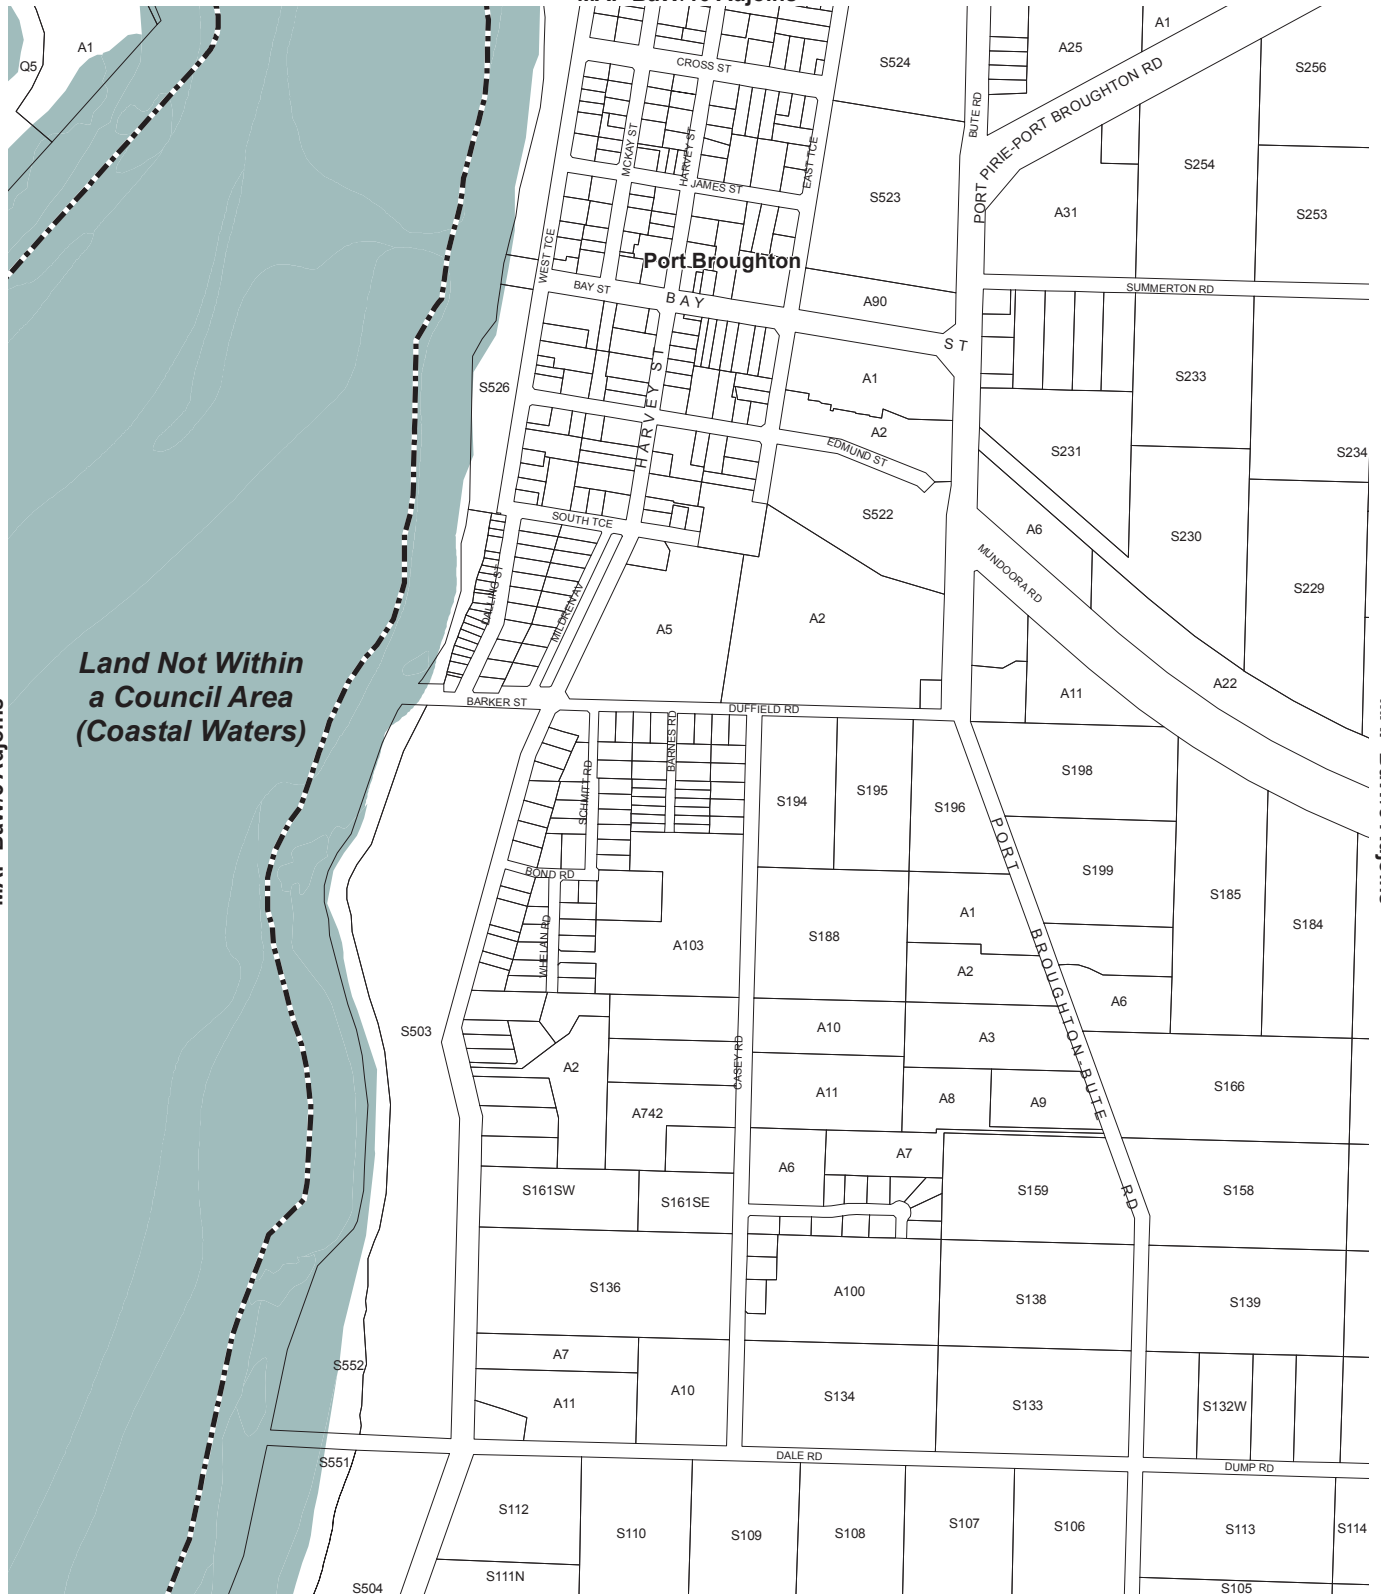 A1
Q5
CROSS ST
S524
BUTE RD
A25
A1
S256
PORT PIRIE-PORT BROUGHTON RD
MCKAY ST
HARVEY ST
JAMES ST
EAST TCE
S523
A31
S254
S253
WEST TCE
Port Broughton
BAY ST
BAY
ST
A90
SUMMERTON RD
S526
HARVEY ST
A1
A2
EDMUND ST
S233
S231
S234
SOUTH TCE
S522
A6
S230
S229
MUNDOORA RD
DALLING ST
MILDREN AV
A5
A2
Land Not Within
a Council Area
(Coastal Waters)
A11
A22
BARKER ST
DUFFIELD RD
BARNES RD
SCHMITT RD
S194
S195
S196
S198
PORT BROUGHTON-BUTE RD
BOND RD
WHELAN RD
A103
S188
A1
S199
S185
S184
A2
A6
S503
A10
A3
CASEY RD
A2
A742
A11
A8
A9
S166
A6
A7
S161SW
S161SE
S159
S158
S136
A100
S138
S139
S552
A7
A11
A10
S134
S133
S132W
S551
DALE RD
DUMP RD
S112
S110
S109
S108
S107
S106
S113
S114
S504
S111N
S105